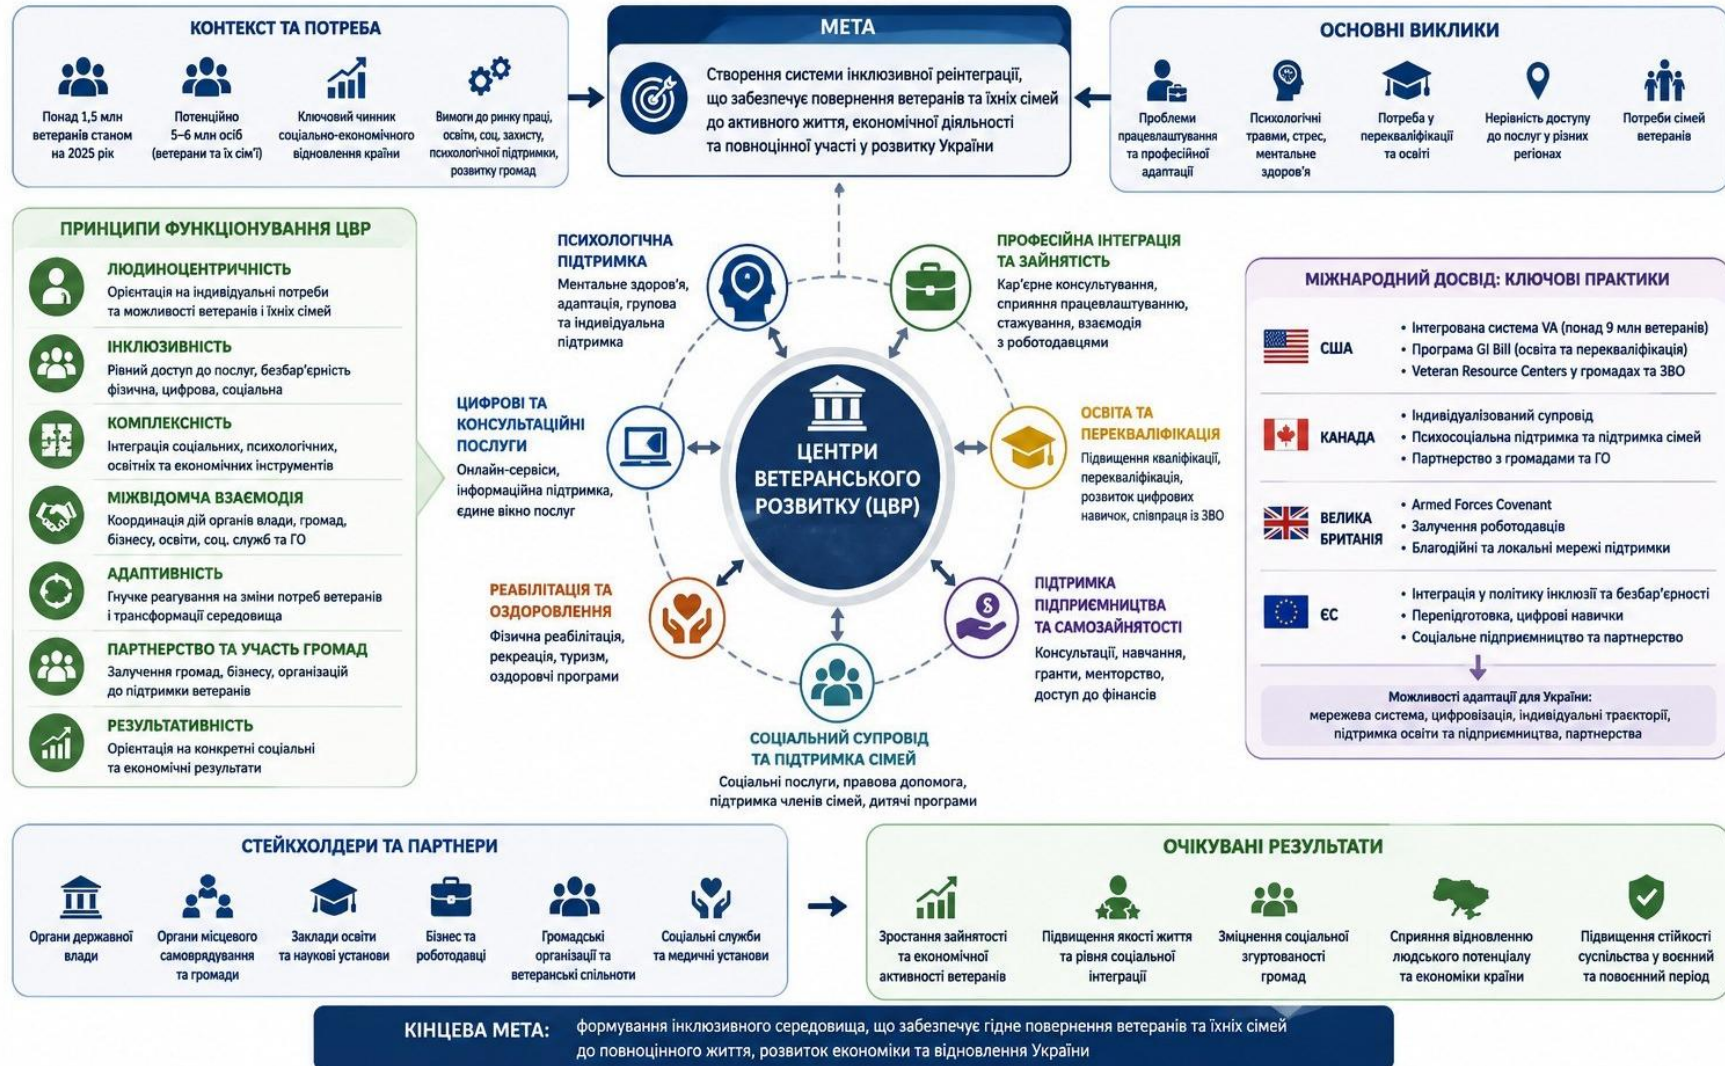 КОНТЕКСТ ТА ПОТРЕБА
Понад 1,5 млн
ветеранів станом
на 2025 рік
Потенційно
5–6 млн осіб
(ветерани та їх сім'ї)
Ключовий чинник
соціально-економічного
відновлення країни
Вимоги до ринку праці,
освіти, соц. захисту,
психологічної підтримки,
розвитку громад
МЕТА
Створення системи інклюзивної реінтеграції,
що забезпечує повернення ветеранів та їхніх сімей
до активного життя, економічної діяльності
та повноцінної участі у розвитку України
ОСНОВНІ ВИКЛИКИ
Проблеми
працевлаштування
та професійної
адаптації
Психологічні
травми, стрес,
ментальне
здоров'я
Потреба у
перекваліфікації
та освіті
Нерівність доступу
до послуг у різних
регіонах
Потреби сімей
ветеранів
ПРИНЦИПИ ФУНКЦІОНУВАННЯ ЦВР
ЛЮДИНОЦЕНТРИЧНІСТЬ
Орієнтація на індивідуальні потреби
та можливості ветеранів і їхніх сімей
ІНКЛЮЗИВНІСТЬ
Рівний доступ до послуг, безбар'єрність
фізична, цифрова, соціальна
КОМПЛЕКСНІСТЬ
Інтеграція соціальних, психологічних,
освітніх та економічних інструментів
МІЖВІДОМЧА ВЗАЄМОДІЯ
Координація дій органів влади, громад,
бізнесу, освіти, соц. служб та ГО
АДАПТИВНІСТЬ
Гнучке реагування на зміни потреб ветеранів
і трансформації середовища
ПАРТНЕРСТВО ТА УЧАСТЬ ГРОМАД
Залучення громад, бізнесу, організацій
до підтримки ветеранів
РЕЗУЛЬТАТИВНІСТЬ
Орієнтація на конкретні соціальні
та економічні результати
ПСИХОЛОГІЧНА
ПІДТРИМКА
Ментальне здоров'я,
адаптація, групова
та індивідуальна
підтримка
ПРОФЕСІЙНА ІНТЕГРАЦІЯ
ТА ЗАЙНЯТІСТЬ
Кар'єрне консультування,
сприяння працевлаштуванню,
стажування, взаємодія
з роботодавцями
ЦИФРОВІ ТА
КОНСУЛЬТАЦІЙНІ
ПОСЛУГИ
Онлайн-сервіси,
інформаційна підтримка,
єдине вікно послуг
ЦЕНТРИ
ВЕТЕРАНСЬКОГО
РОЗВИТКУ (ЦВР)
ОСВІТА ТА
ПЕРЕКВАЛІФІКАЦІЯ
Підвищення кваліфікації,
перекваліфікація,
розвиток цифрових
навичок, співпраця із ЗВО
РЕАБІЛІТАЦІЯ ТА
ОЗДОРОВЛЕННЯ
Фізична реабілітація,
рекреація, туризм,
оздоровчі програми
ПІДТРИМКА
ПІДПРИЄМНИЦТВА
ТА САМОЗАЙНЯТОСТІ
Консультації, навчання,
гранти, менторство,
доступ до фінансів
СОЦІАЛЬНИЙ СУПРОВІД
ТА ПІДТРИМКА СІМЕЙ
Соціальні послуги, правова допомога,
підтримка членів сімей, дитячі програми
МІЖНАРОДНИЙ ДОСВІД: КЛЮЧОВІ ПРАКТИКИ
США
• Інтегрована система VA (понад 9 млн ветеранів)
• Програма GI Bill (освіта та перекваліфікація)
• Veteran Resource Centers у громадах та ЗВО
КАНАДА
• Індивідуалізований супровід
• Психосоціальна підтримка та підтримка сімей
• Партнерство з громадами та ГО
ВЕЛИКА
БРИТАНІЯ
• Armed Forces Covenant
• Залучення роботодавців
• Благодійні та локальні мережі підтримки
ЄС
• Інтеграція у політику інклюзії та безбар'єрності
• Перепідготовка, цифрові навички
• Соціальне підприємництво та партнерство
Можливості адаптації для України:
мережева система, цифровізація, індивідуальні траєкторії,
підтримка освіти та підприємництва, партнерства
СТЕЙКХОЛДЕРИ ТА ПАРТНЕРИ
Органи державної
влади
Органи місцевого
самоврядування
та громади
Заклади освіти
та наукові установи
Бізнес та
роботодавці
Громадські
організації та
ветеранські спільноти
Соціальні служби
та медичні установи
ОЧІКУВАНІ РЕЗУЛЬТАТИ
Зростання зайнятості
та економічної
активності ветеранів
Підвищення якості життя
та рівня соціальної
інтеграції
Зміцнення соціальної
згуртованості
громад
Сприяння відновленню
людського потенціалу
та економіки країни
Підвищення стійкості
суспільства у воєнний
та повоєнний період
КІНЦЕВА МЕТА: формування інклюзивного середовища, що забезпечує гідне повернення ветеранів та їхніх сімей
до повноцінного життя, розвиток економіки та відновлення України